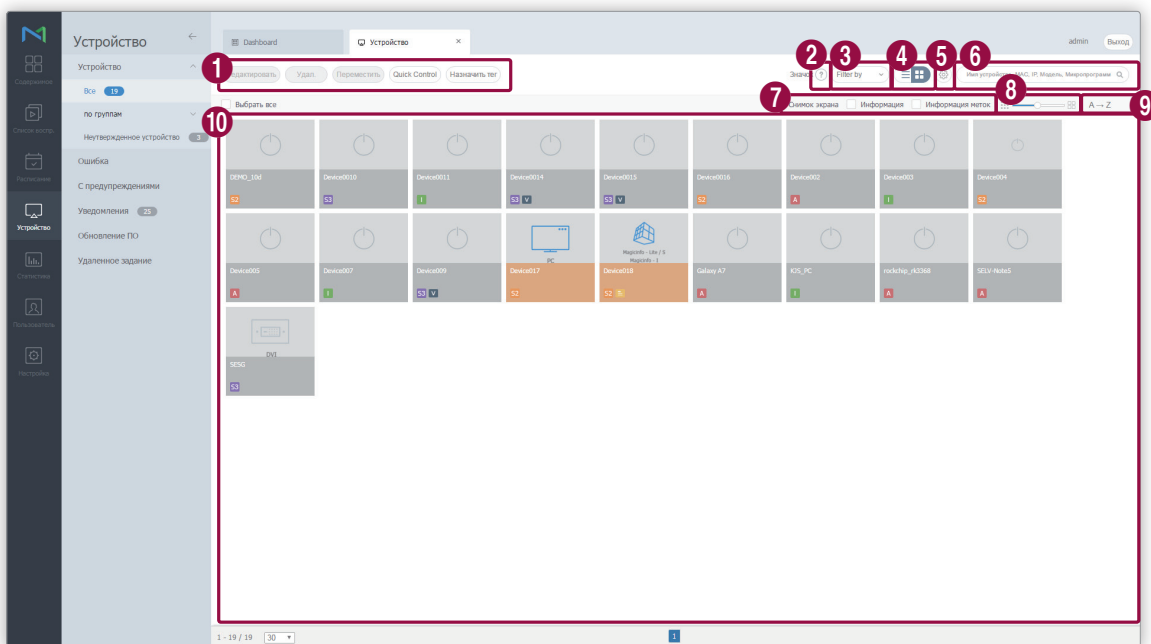 Устройство ←
Dashboard
Устройство ×
admin Выход
Содержимое
Список воспр.
Расписание
Устройство
Статистика
Пользователь
Настройки
Устройство
Все 19
по группам
Неутвержденное устройство 3
Ошибка
С предупреждениями
Уведомления 25
Обновление ПО
Удаленное задание
1 2 3 4 5 6
Удал. Переместить Quick Control Назначить тег
? Filter by
Имя устройства, MAC, IP, Модель, Микропрограмм
7 8 9
Выбрать все
Снимок экрана Информация Информация меток A → Z
10
DEMO_10d Device0010 Device0011 Device0014 Device0015 Device0016 Device002 Device003 Device004
S2 S3 I S3 V S3 V S2 A I S2
PC
MagicInfo - Lite / S
MagicInfo - I
Device005 Device007 Device009 Device017 Device018 Galaxy A7 KJS_PC rockchip_rk3368 SELV-Note5
A I S3 V S2 S2 S A I A A
DVI
SESG
S3
1 - 19 / 19 30 1